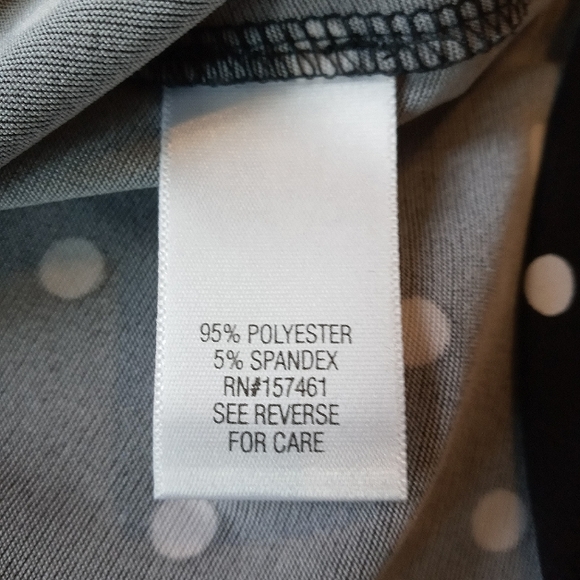 95% POLYESTER
5% SPANDEX
RN#157461
SEE REVERSE
FOR CARE